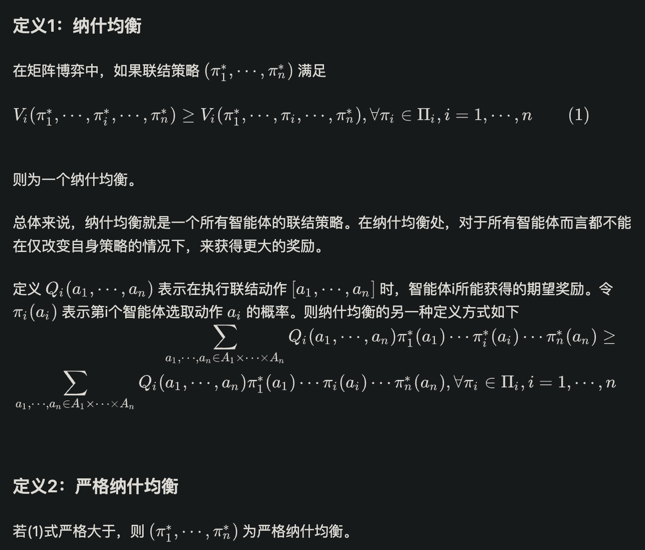 定义1：纳什均衡
在矩阵博弈中，如果联结策略 $(\pi_1^*, \cdots, \pi_n^*)$ 满足
$V_i(\pi_1^*, \cdots, \pi_i^*, \cdots, \pi_n^*) \geq V_i(\pi_1^*, \cdots, \pi_i, \cdots, \pi_n^*), \forall \pi_i \in \Pi_i, i = 1, \cdots, n \qquad (1)$
则为一个纳什均衡。
总体来说，纳什均衡就是一个所有智能体的联结策略。在纳什均衡处，对于所有智能体而言都不能
在仅改变自身策略的情况下，来获得更大的奖励。
定义 $Q_i(a_1, \cdots, a_n)$ 表示在执行联结动作 $[a_1, \cdots, a_n]$ 时，智能体i所能获得的期望奖励。令
$\pi_i(a_i)$ 表示第i个智能体选取动作 $a_i$ 的概率。则纳什均衡的另一种定义方式如下
$\sum_{a_1, \cdots, a_n \in A_1 \times \cdots \times A_n} Q_i(a_1, \cdots, a_n) \pi_1^*(a_1) \cdots \pi_i^*(a_i) \cdots \pi_n^*(a_n) \geq$
$\sum_{a_1, \cdots, a_n \in A_1 \times \cdots \times A_n} Q_i(a_1, \cdots, a_n) \pi_1^*(a_1) \cdots \pi_i(a_i) \cdots \pi_n^*(a_n), \forall \pi_i \in \Pi_i, i = 1, \cdots, n$
定义2：严格纳什均衡
若(1)式严格大于，则 $(\pi_1^*, \cdots, \pi_n^*)$ 为严格纳什均衡。